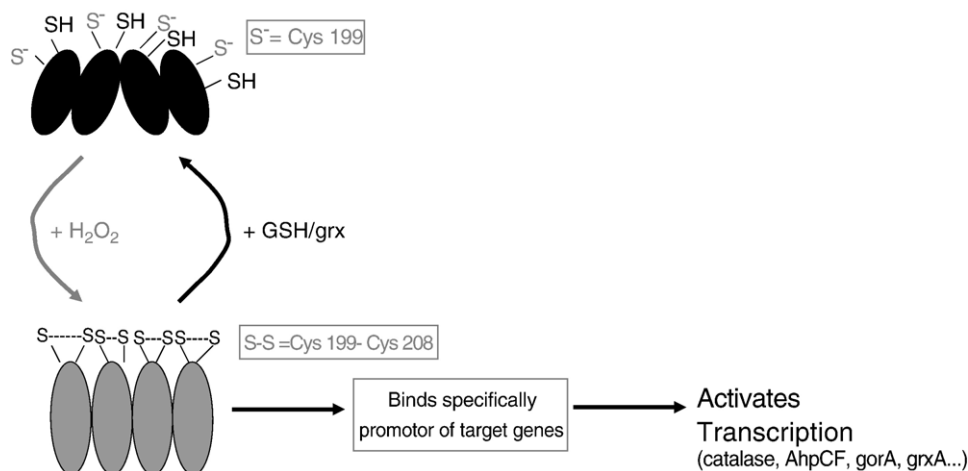 S⁻ SH S⁻ SH S⁻ SH S⁻ SH
S⁻= Cys 199
+ H₂O₂
+ GSH/grx
S------S S---S S---S S----S
S-S =Cys 199- Cys 208
Binds specifically
promotor of target genes
Activates
Transcription
(catalase, AhpCF, gorA, grxA...)